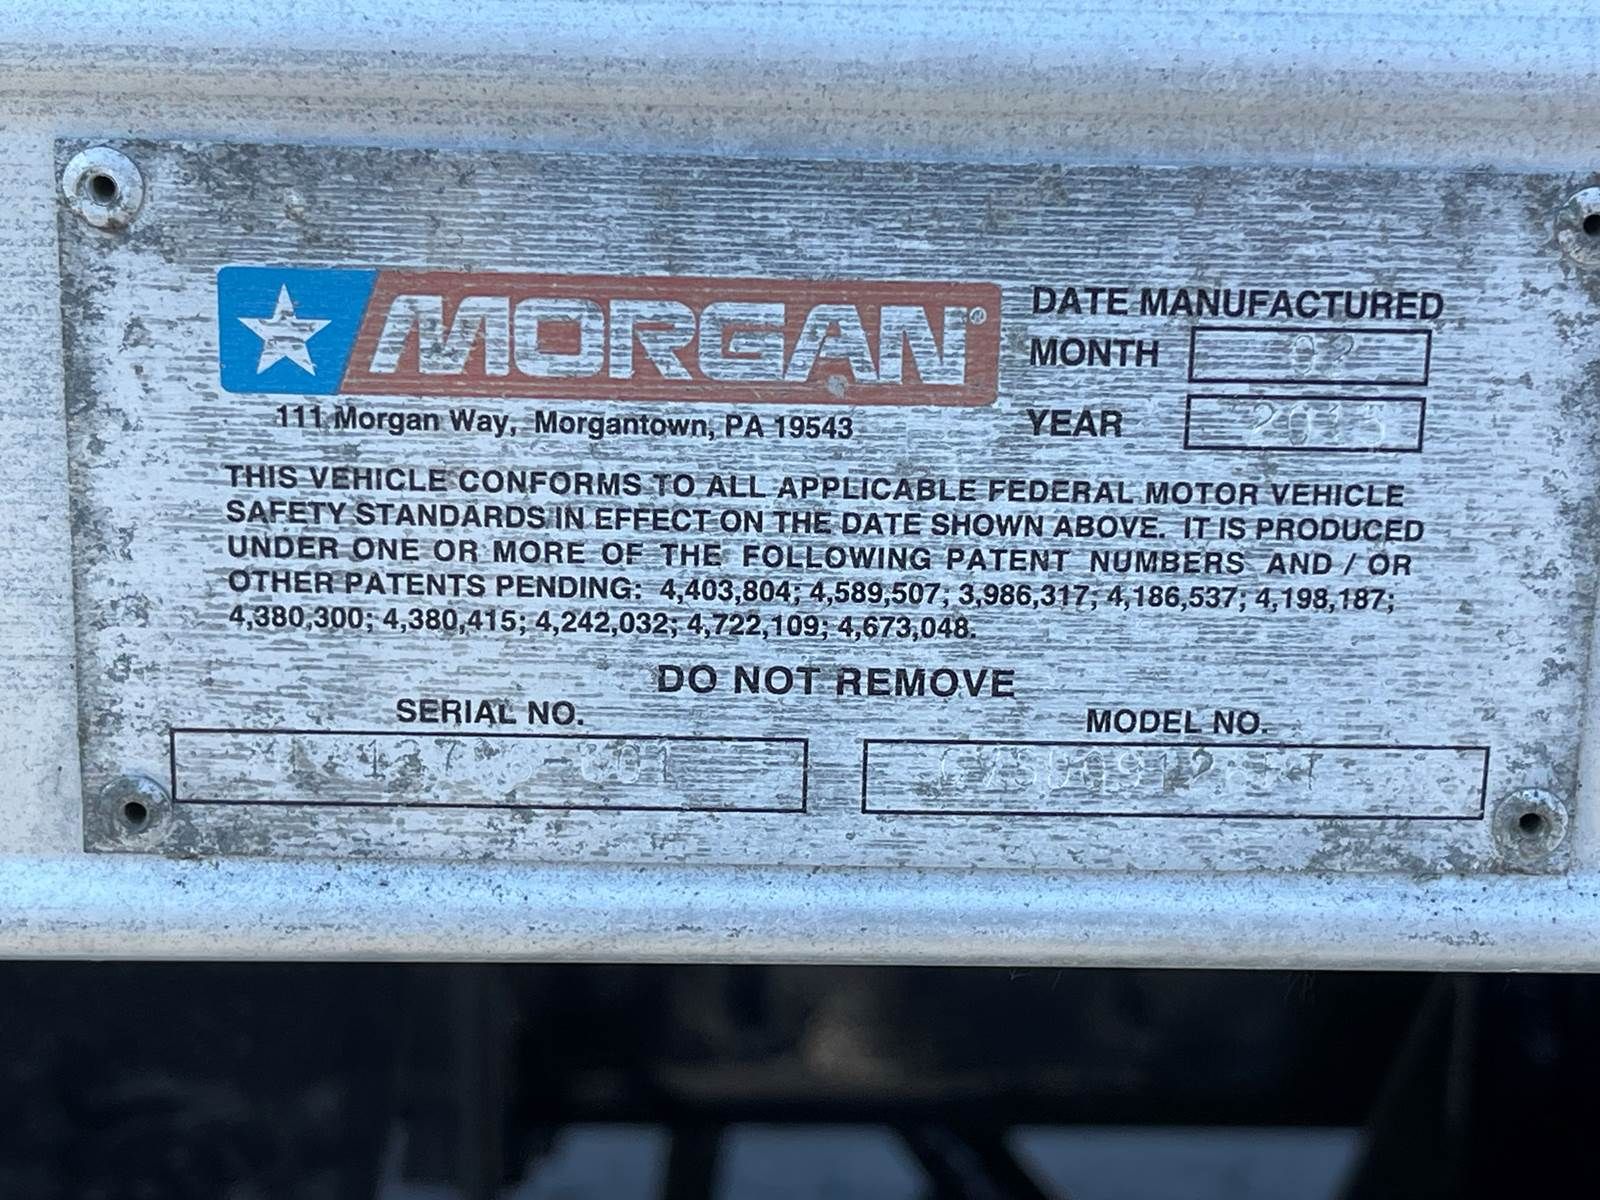 MORGAN®
111 Morgan Way, Morgantown, PA 19543
DATE MANUFACTURED
MONTH 02
YEAR 2013
THIS VEHICLE CONFORMS TO ALL APPLICABLE FEDERAL MOTOR VEHICLE
SAFETY STANDARDS IN EFFECT ON THE DATE SHOWN ABOVE. IT IS PRODUCED
UNDER ONE OR MORE OF THE FOLLOWING PATENT NUMBERS AND / OR
OTHER PATENTS PENDING: 4,403,804; 4,589,507; 3,986,317; 4,186,537; 4,198,187;
4,380,300; 4,380,415; 4,242,032; 4,722,109; 4,673,048.
DO NOT REMOVE
SERIAL NO.
MODEL NO.